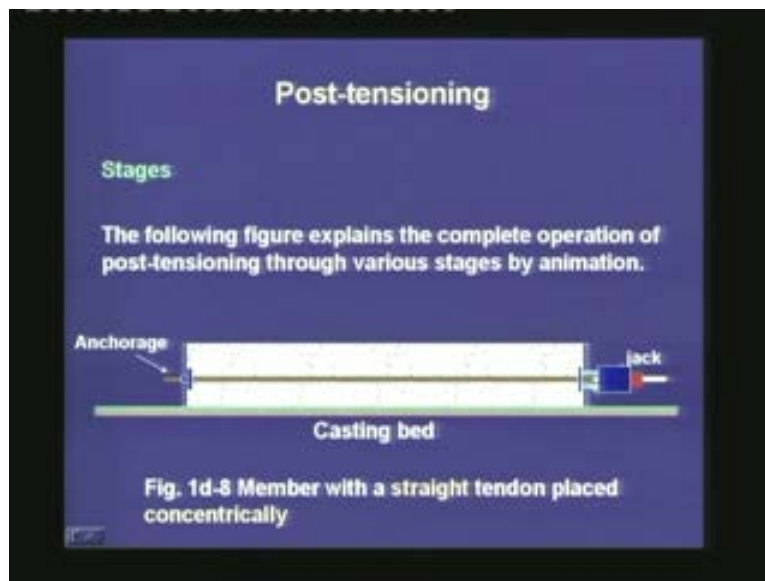 Post-tensioning
Stages
The following figure explains the complete operation of
post-tensioning through various stages by animation.
Anchorage
jack
Casting bed
Fig. 1d-8 Member with a straight tendon placed
concentrically